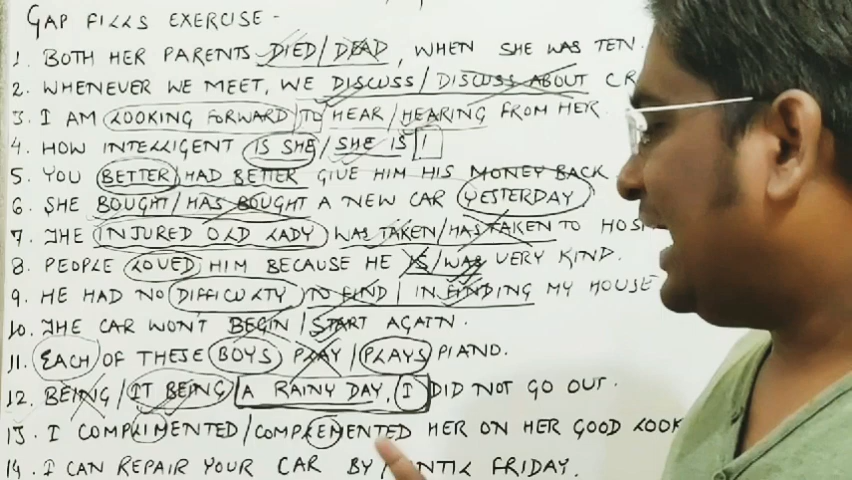 GAP FILLS EXERCISE -
1. BOTH HER PARENTS DIED/DEAD, WHEN SHE WAS TEN.
2. WHENEVER WE MEET, WE DISCUSS/DISCUSS ABOUT CR
3. I AM LOOKING FORWARD TO HEAR/HEARING FROM HER.
4. HOW INTELLIGENT IS SHE/SHE IS !
5. YOU BETTER/HAD BETTER GIVE HIM HIS MONEY BACK
6. SHE BOUGHT/HAS BOUGHT A NEW CAR YESTERDAY
7. THE INJURED OLD LADY WAS TAKEN/HAS TAKEN TO HOS
8. PEOPLE LOVED HIM BECAUSE HE IS/WAS VERY KIND.
9. HE HAD NO DIFFICULTY TO FIND/IN FINDING MY HOUSE
10. THE CAR WON'T BEGIN/START AGAIN.
11. EACH OF THESE BOYS PLAY/PLAYS PIANO.
12. BEING/IT BEING A RAINY DAY, I DID NOT GO OUT.
13. I COMPLIMENTED/COMPLEMENTED HER ON HER GOOD LOOK
14. I CAN REPAIR YOUR CAR BY/UNTIL FRIDAY.